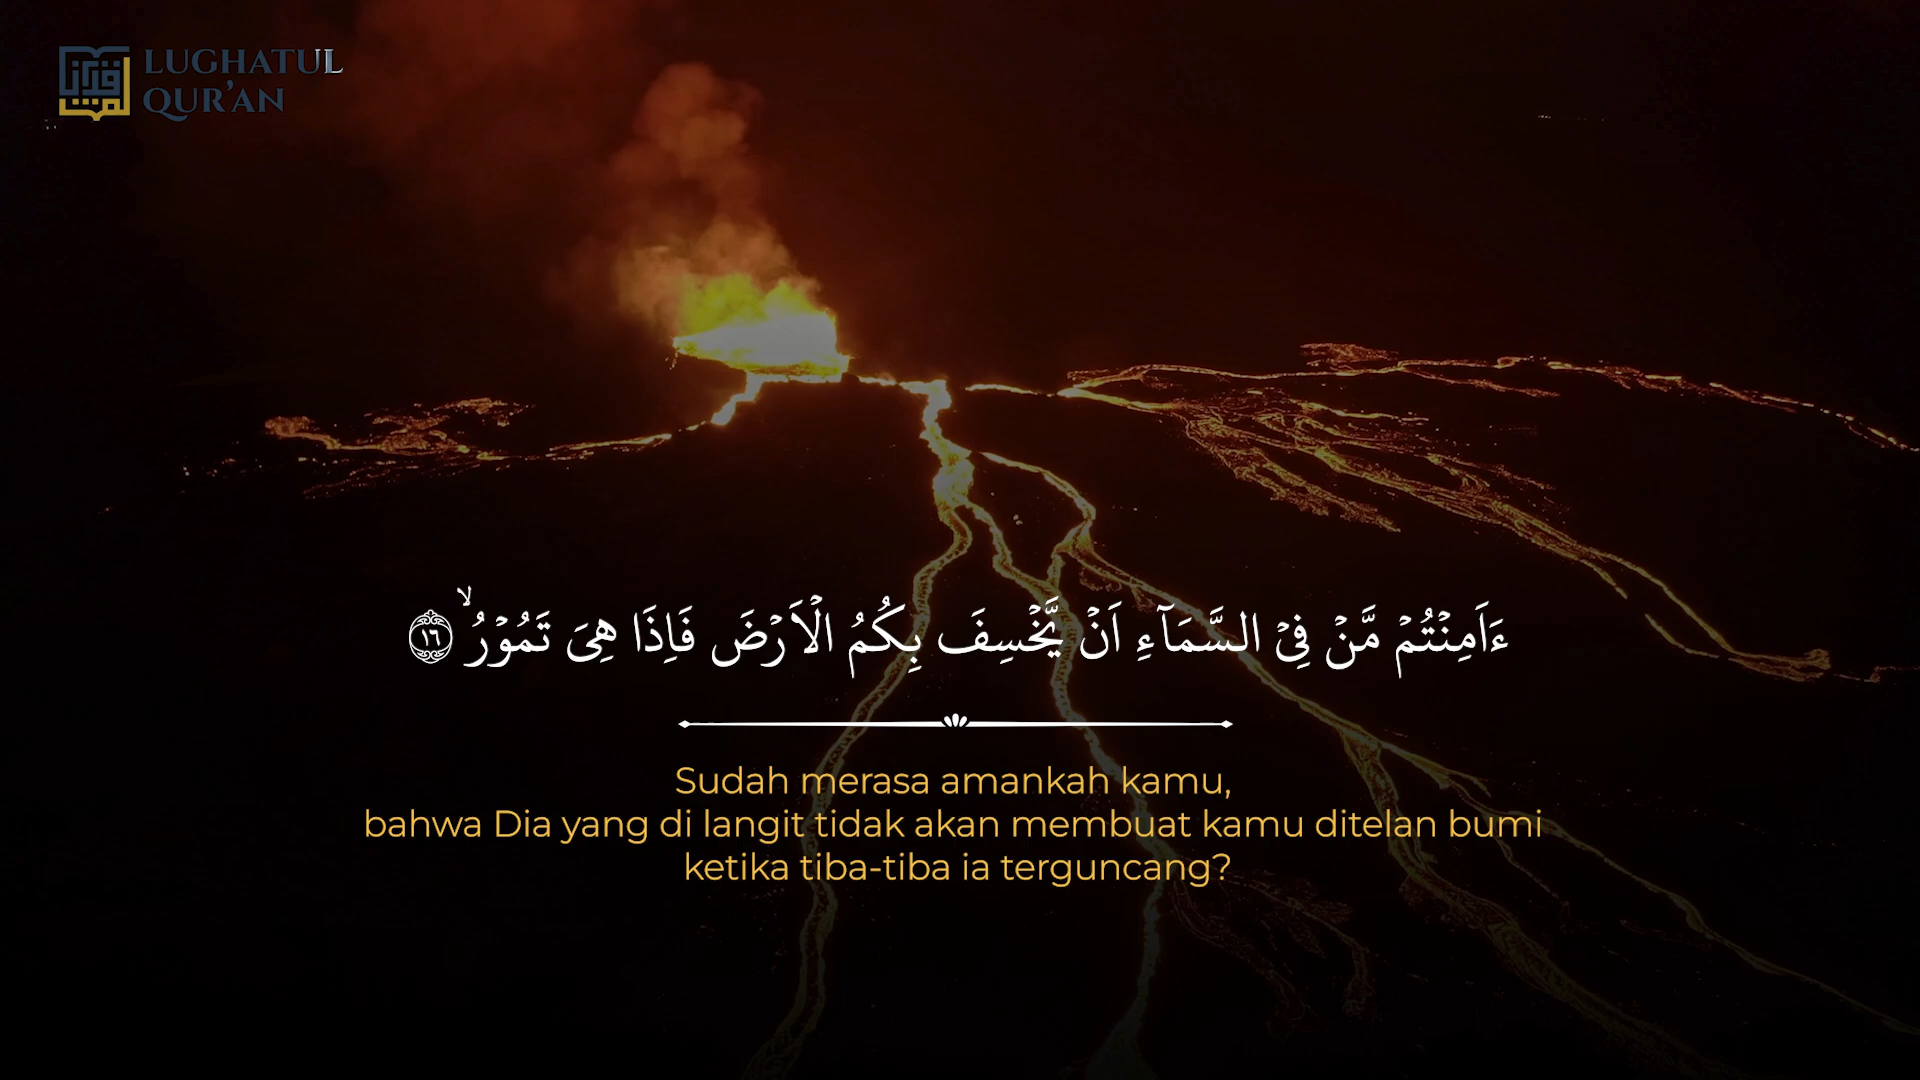 LUGHATUL
QUR'AN
ءَاَمِنْتُمْ مَّنْ فِى السَّمَاۤءِ اَنْ يَّخْسِفَ بِكُمُ الْاَرْضَ فَاِذَا هِيَ تَمُوْرُۙ ١٦
Sudah merasa amankah kamu,
bahwa Dia yang di langit tidak akan membuat kamu ditelan bumi
ketika tiba-tiba ia terguncang?